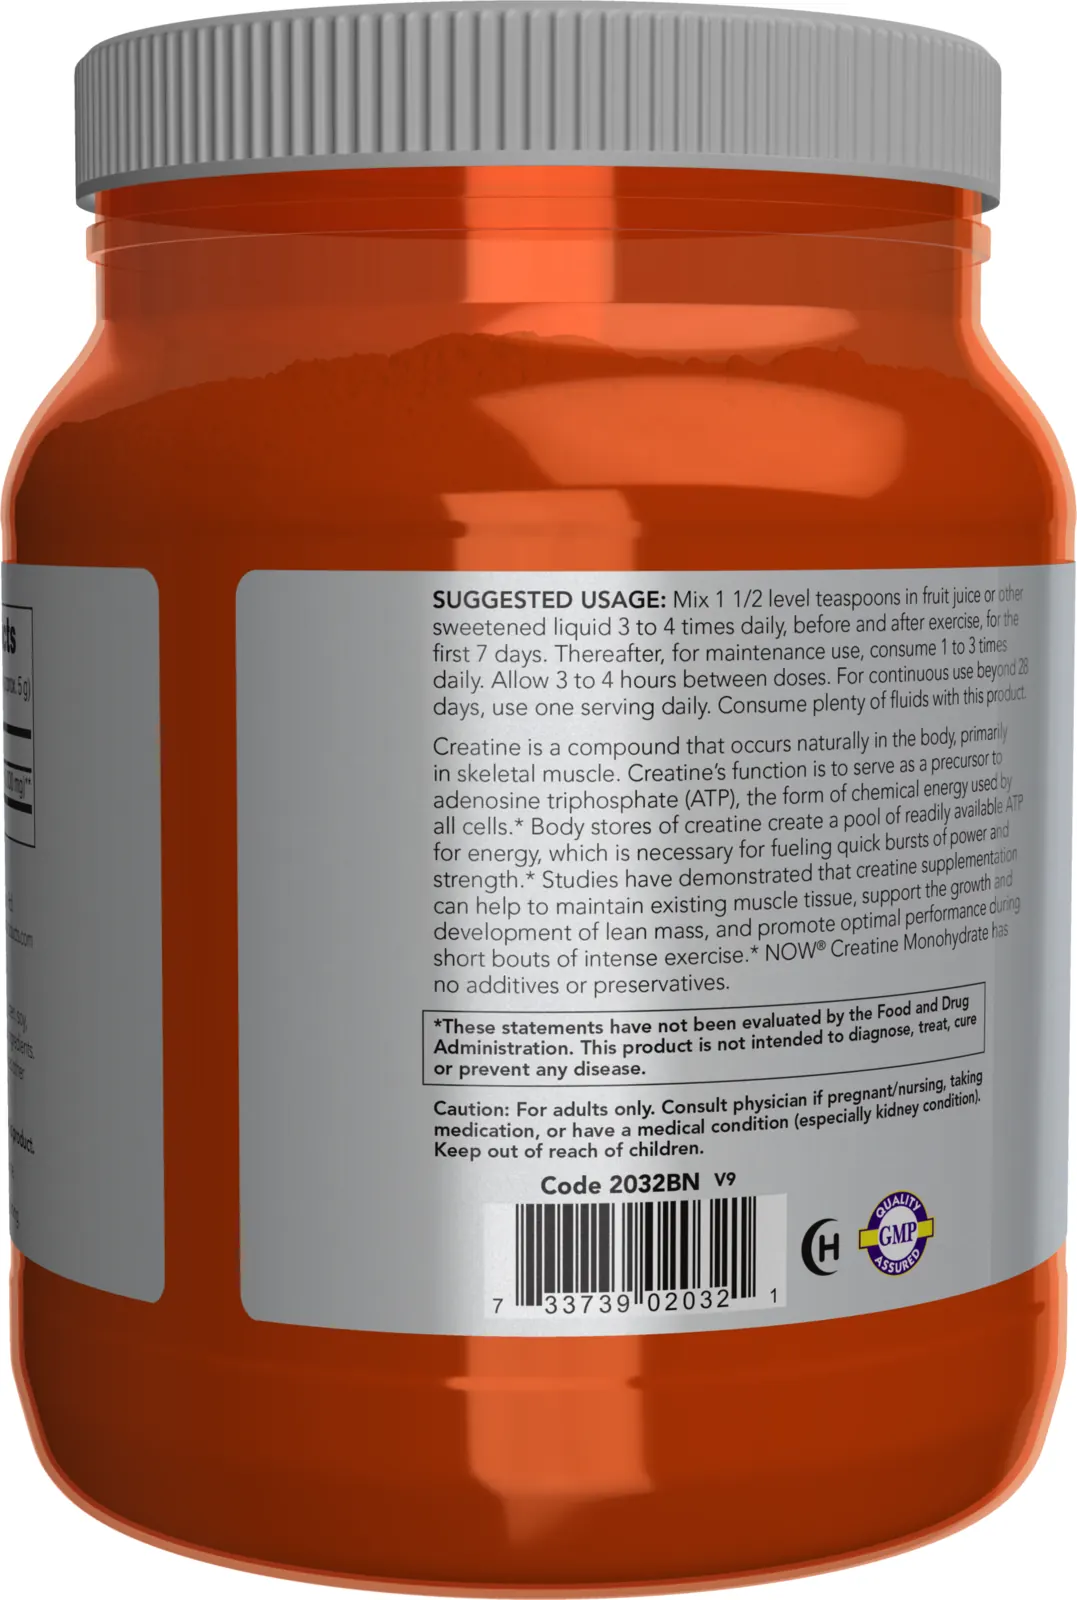 cts
prox. 5 g)
mg)**
ucts.com
soy,
gredients.
other
product.
SUGGESTED USAGE: Mix 1 1/2 level teaspoons in fruit juice or other
sweetened liquid 3 to 4 times daily, before and after exercise, for the
first 7 days. Thereafter, for maintenance use, consume 1 to 3 times
daily. Allow 3 to 4 hours between doses. For continuous use beyond 28
days, use one serving daily. Consume plenty of fluids with this product.
Creatine is a compound that occurs naturally in the body, primarily
in skeletal muscle. Creatine’s function is to serve as a precursor to
adenosine triphosphate (ATP), the form of chemical energy used by
all cells.* Body stores of creatine create a pool of readily available ATP
for energy, which is necessary for fueling quick bursts of power and
strength.* Studies have demonstrated that creatine supplementation
can help to maintain existing muscle tissue, support the growth and
development of lean mass, and promote optimal performance during
short bouts of intense exercise.* NOW® Creatine Monohydrate has
no additives or preservatives.
*These statements have not been evaluated by the Food and Drug
Administration. This product is not intended to diagnose, treat, cure
or prevent any disease.
Caution: For adults only. Consult physician if pregnant/nursing, taking
medication, or have a medical condition (especially kidney condition).
Keep out of reach of children.
Code 2032BN V9
7 33739 02032 1
H
QUALITY
GMP
ASSURED